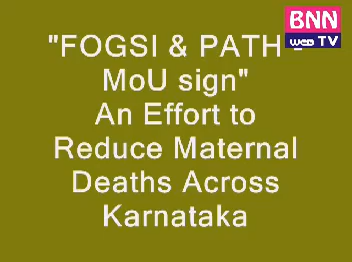 BNN
web TV
"FOGSI & PATH -
MoU sign"
An Effort to
Reduce Maternal
Deaths Across
Karnataka